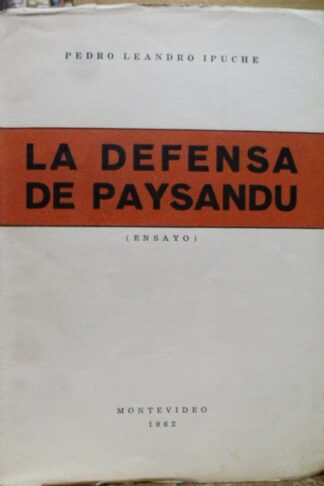 PEDRO LEANDRO IPUCHE
LA DEFENSA
DE PAYSANDU
(ENSAYO)
MONTEVIDEO
1962